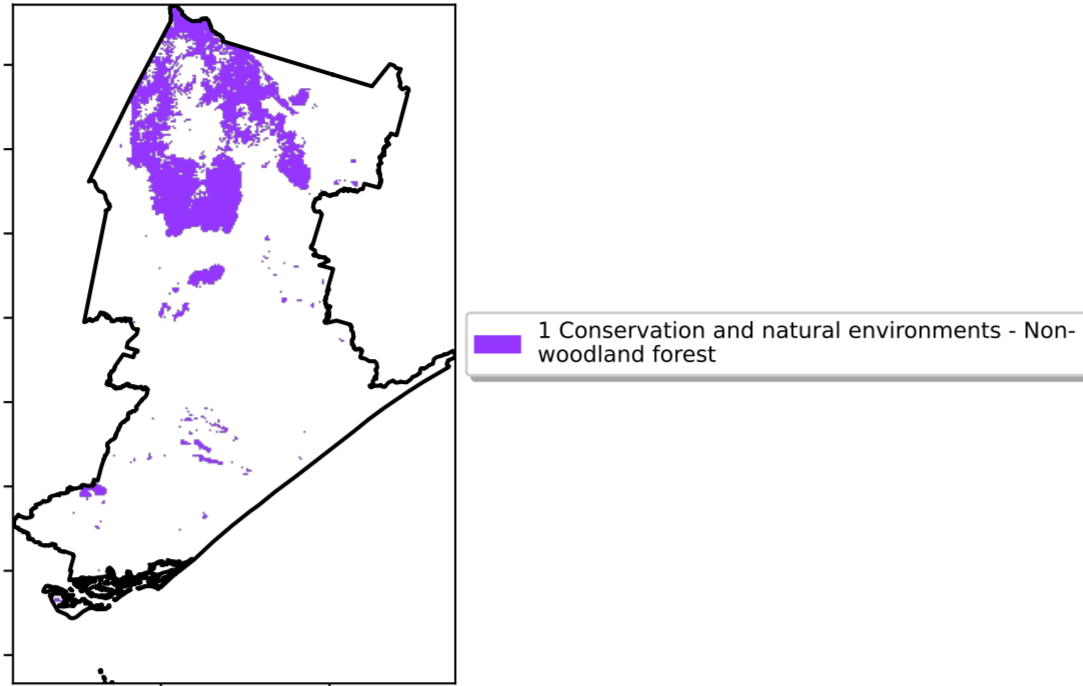 1 Conservation and natural environments - Non-
woodland forest